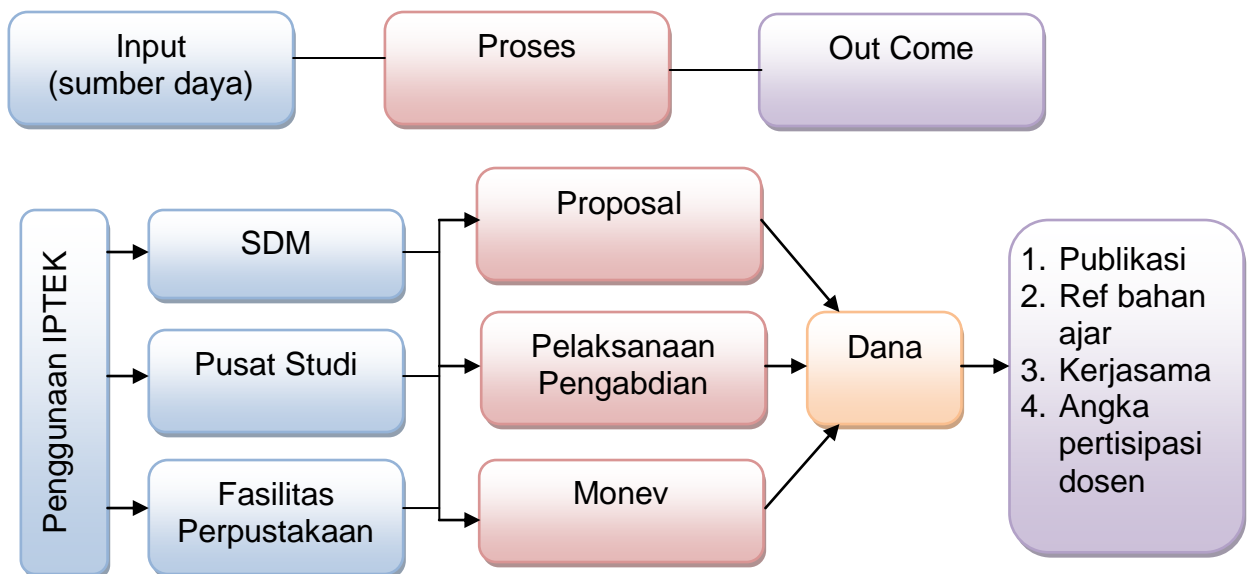 Input
(sumber daya)
Proses
Out Come
Penggunaan IPTEK
SDM
Pusat Studi
Fasilitas
Perpustakaan
Proposal
Pelaksanaan
Pengabdian
Monev
Dana
1. Publikasi
2. Ref bahan
ajar
3. Kerjasama
4. Angka
pertisipasi
dosen